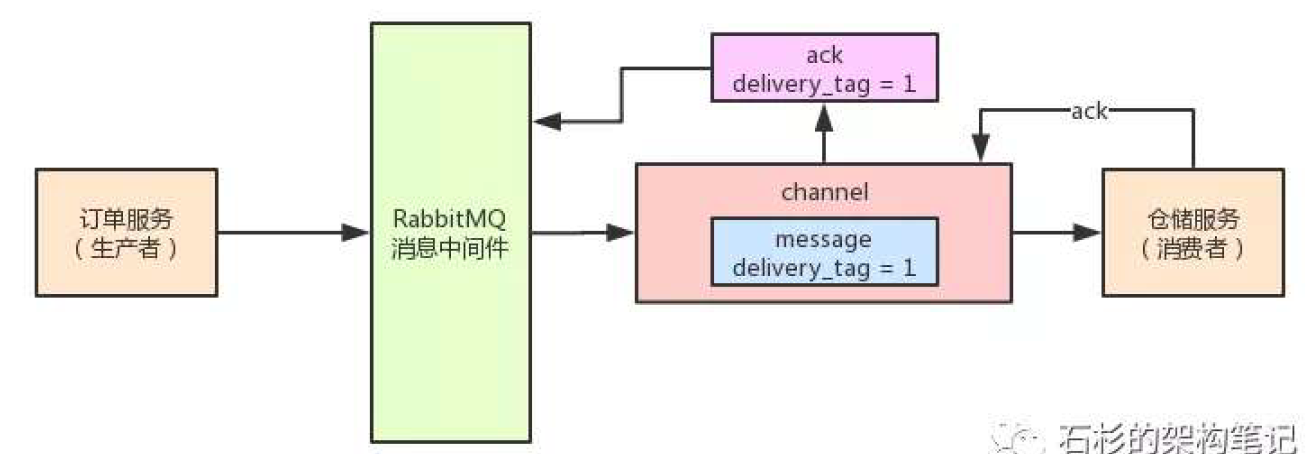 ack
delivery_tag = 1
ack
channel
订单服务
（生产者）
RabbitMQ
消息中间件
message
delivery_tag = 1
仓储服务
（消费者）
石杉的架构笔记